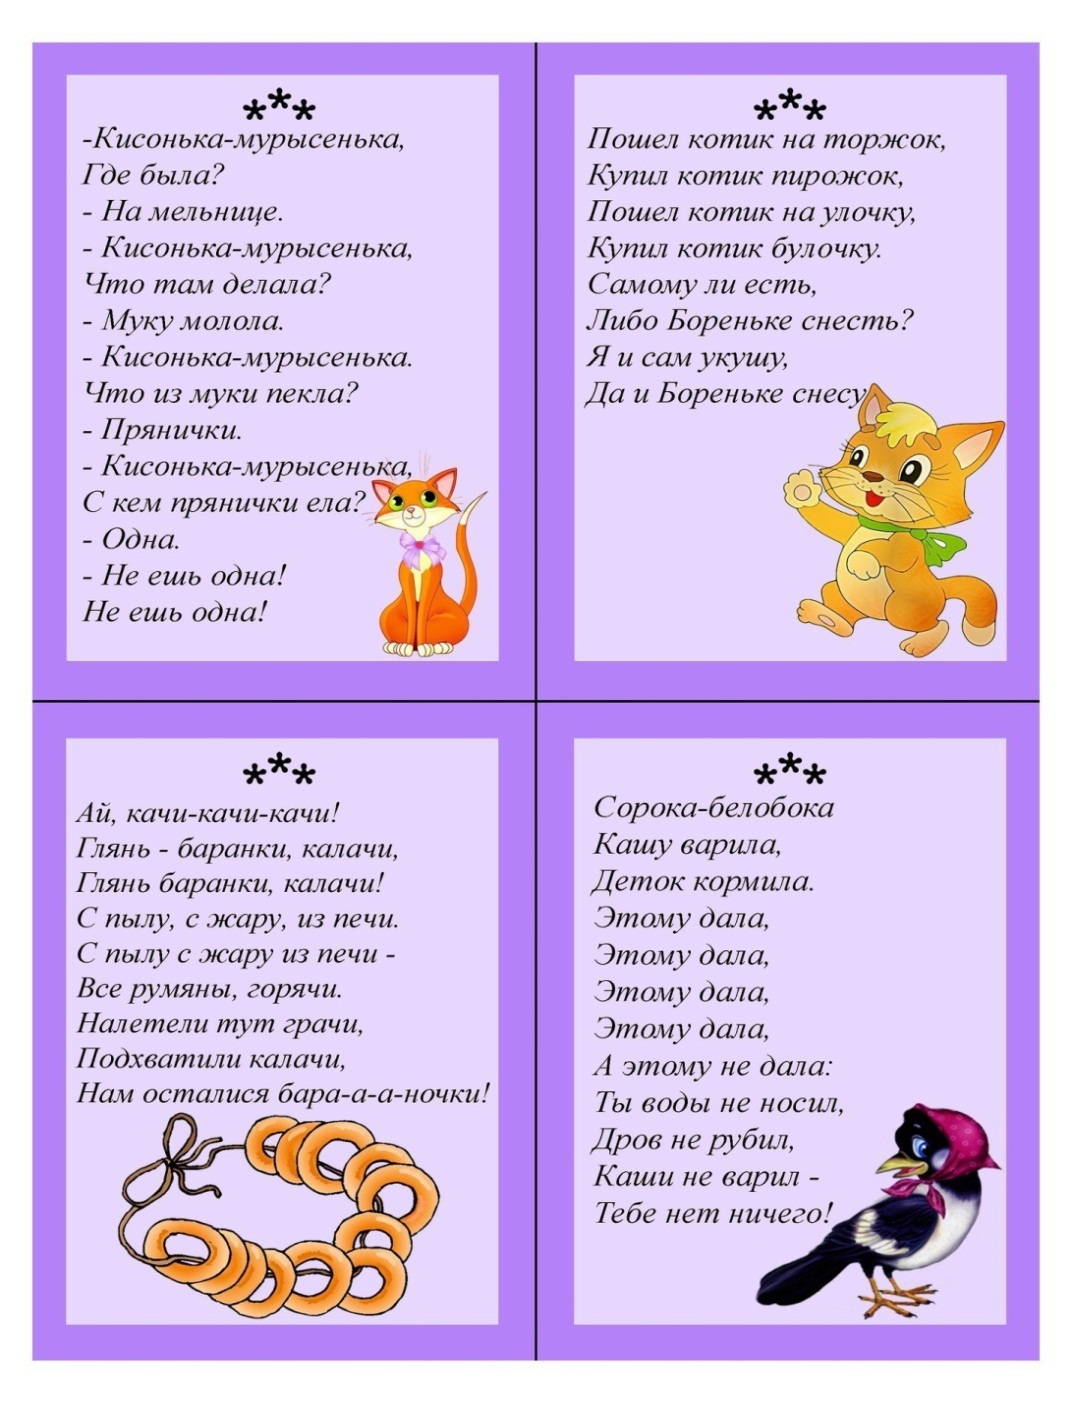 ***
-Кисонька-мурысенька,
Где была?
- На мельнице.
- Кисонька-мурысенька,
Что там делала?
- Муку молола.
- Кисонька-мурысенька.
Что из муки пекла?
- Прянички.
- Кисонька-мурысенька,
С кем прянички ела?
- Одна.
- Не ешь одна!
Не ешь одна!
***
Пошел котик на торжок,
Купил котик пирожок,
Пошел котик на улочку,
Купил котик булочку.
Самому ли есть,
Либо Бореньке снесть?
Я и сам укушу,
Да и Бореньке снесу
***
Ай, качи-качи-качи!
Глянь - баранки, калачи,
Глянь баранки, калачи!
С пылу, с жару, из печи.
С пылу с жару из печи -
Все румяны, горячи.
Налетели тут грачи,
Подхватили калачи,
Нам осталися бара-а-а-ночки!
***
Сорока-белобока
Кашу варила,
Деток кормила.
Этому дала,
Этому дала,
Этому дала,
Этому дала,
А этому не дала:
Ты воды не носил,
Дров не рубил,
Каши не варил -
Тебе нет ничего!